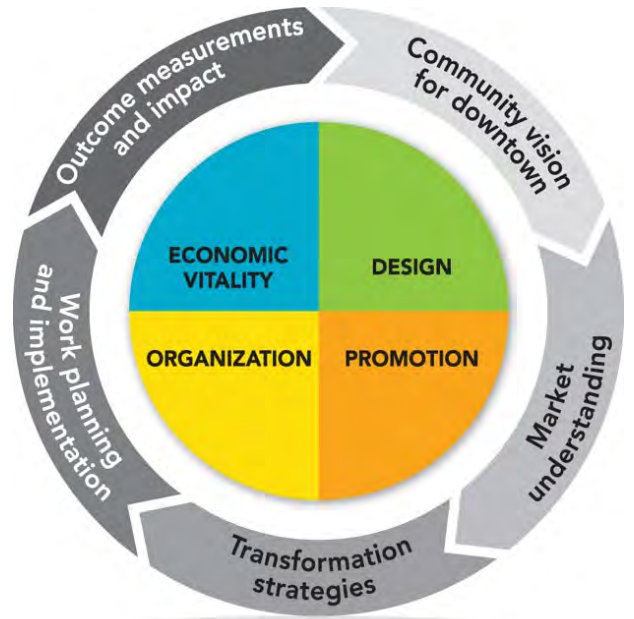 Outcome measurements
and impact
Community vision
for downtown
Market
understanding
Transformation
strategies
Work planning
and implementation
ECONOMIC
VITALITY
DESIGN
ORGANIZATION
PROMOTION